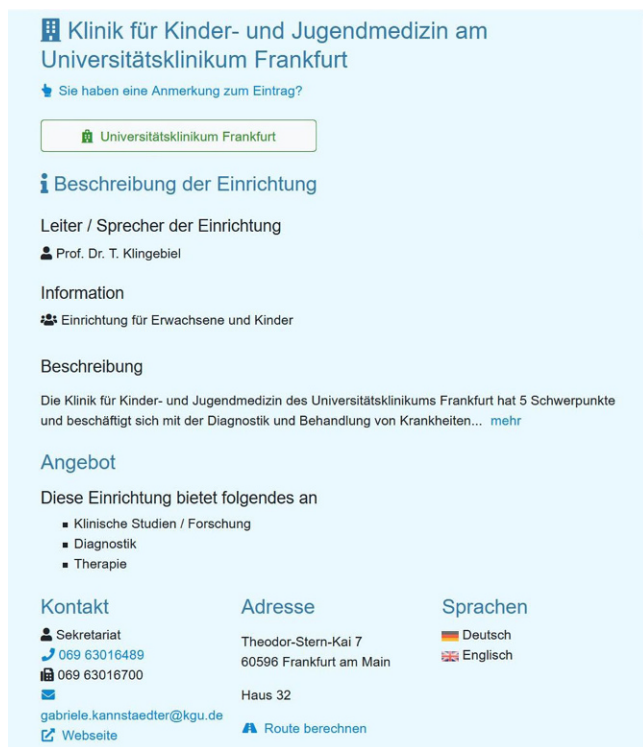 Klinik für Kinder- und Jugendmedizin am
Universitätsklinikum Frankfurt
Sie haben eine Anmerkung zum Eintrag?
Universitätsklinikum Frankfurt
Beschreibung der Einrichtung
Leiter / Sprecher der Einrichtung
Prof. Dr. T. Klingebiel
Information
Einrichtung für Erwachsene und Kinder
Beschreibung
Die Klinik für Kinder- und Jugendmedizin des Universitätsklinikums Frankfurt hat 5 Schwerpunkte
und beschäftigt sich mit der Diagnostik und Behandlung von Krankheiten... mehr
Angebot
Diese Einrichtung bietet folgendes an
Klinische Studien / Forschung
Diagnostik
Therapie
Kontakt
Sekretariat
069 63016489
069 63016700
gabriele.kannstaedter@kgu.de
Webseite
Adresse
Theodor-Stern-Kai 7
60596 Frankfurt am Main
Haus 32
Route berechnen
Sprachen
Deutsch
Englisch